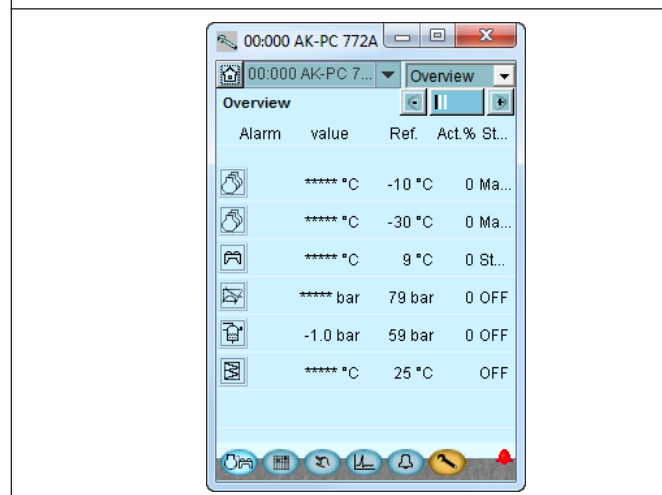 00:000 AK-PC 772A
00:000 AK-PC 7... Overview
Overview
Alarm value Ref. Act.% St...
***** °C -10 °C 0 Ma...
***** °C -30 °C 0 Ma...
***** °C 9 °C 0 St...
***** bar 79 bar 0 OFF
-1.0 bar 59 bar 0 OFF
***** °C 25 °C OFF